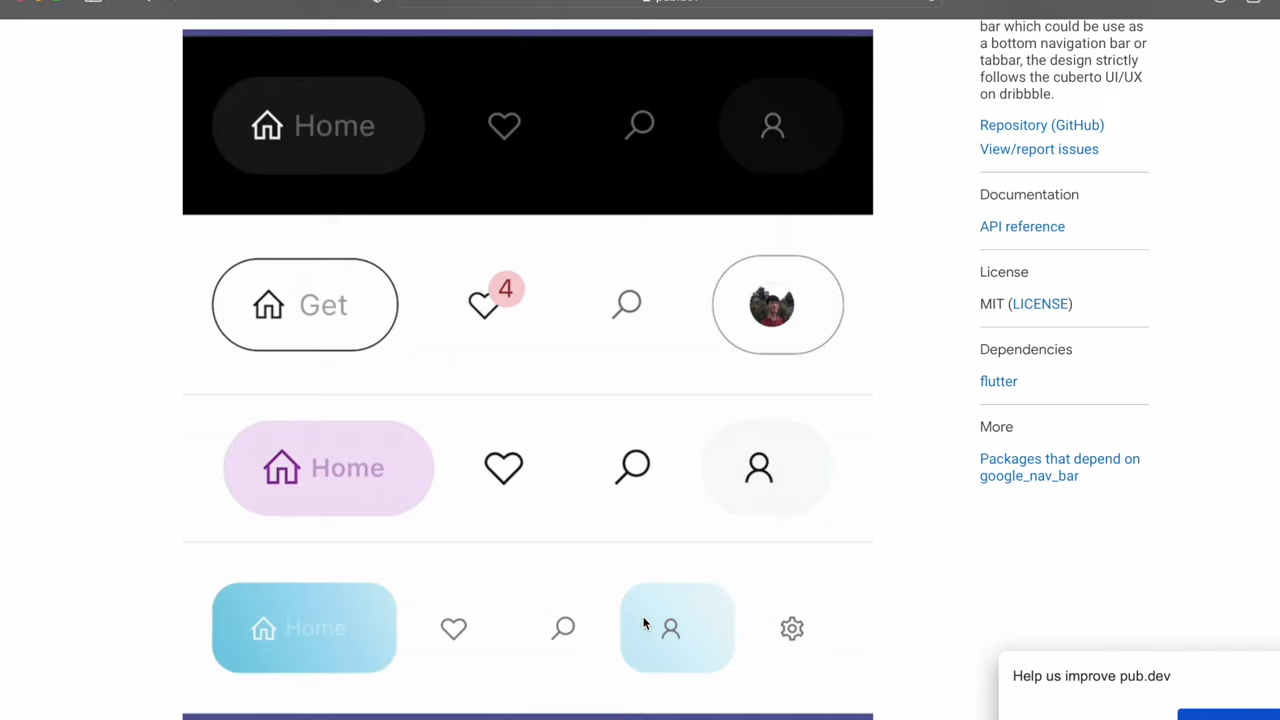 bar which could be use as
a bottom navigation bar or
tabbar, the design strictly
follows the cuberto UI/UX
on dribbble.
Repository (GitHub)
View/report issues
Documentation
API reference
License
MIT (LICENSE)
Dependencies
flutter
More
Packages that depend on
google_nav_bar
Home
Get
4
Home
Home
Help us improve pub.dev